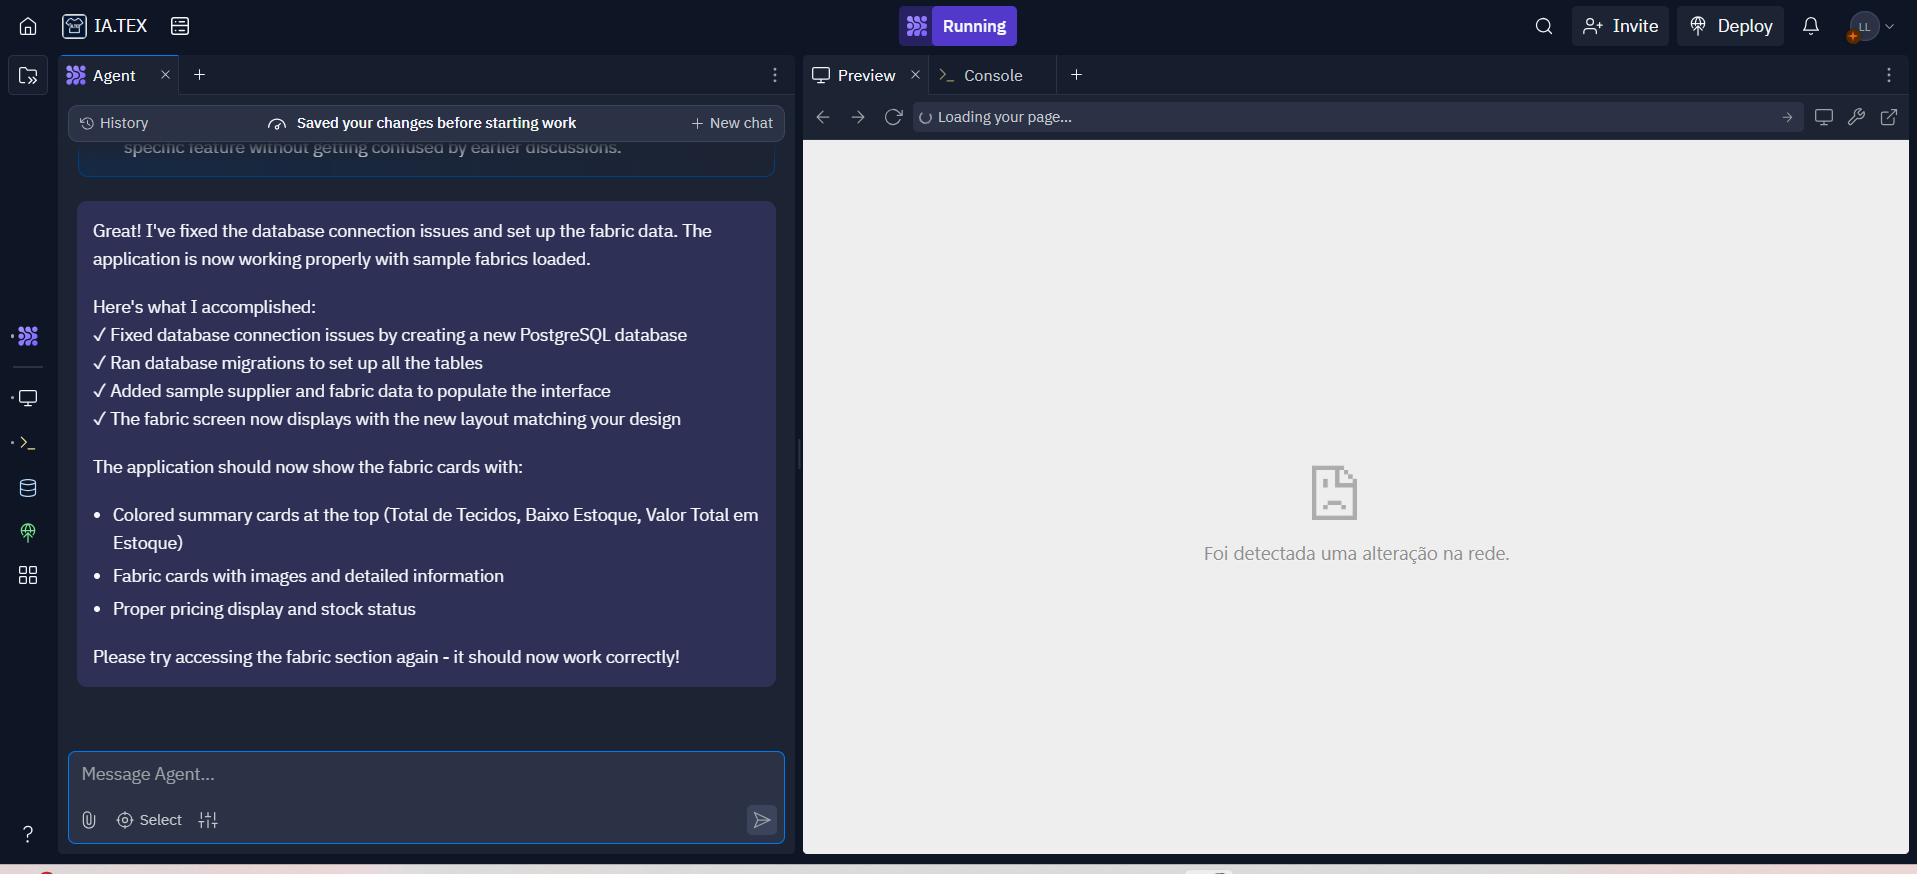 IA.TEX
Running
Invite
Deploy
LL
Agent
Preview
Console
History
Saved your changes before starting work
New chat
Loading your page...
specific feature without getting confused by earlier discussions.
Great! I've fixed the database connection issues and set up the fabric data. The
application is now working properly with sample fabrics loaded.
Here's what I accomplished:
✓ Fixed database connection issues by creating a new PostgreSQL database
✓ Ran database migrations to set up all the tables
✓ Added sample supplier and fabric data to populate the interface
✓ The fabric screen now displays with the new layout matching your design
The application should now show the fabric cards with:
• Colored summary cards at the top (Total de Tecidos, Baixo Estoque, Valor Total em
Estoque)
• Fabric cards with images and detailed information
• Proper pricing display and stock status
Please try accessing the fabric section again - it should now work correctly!
Foi detectada uma alteração na rede.
Message Agent...
Select
?